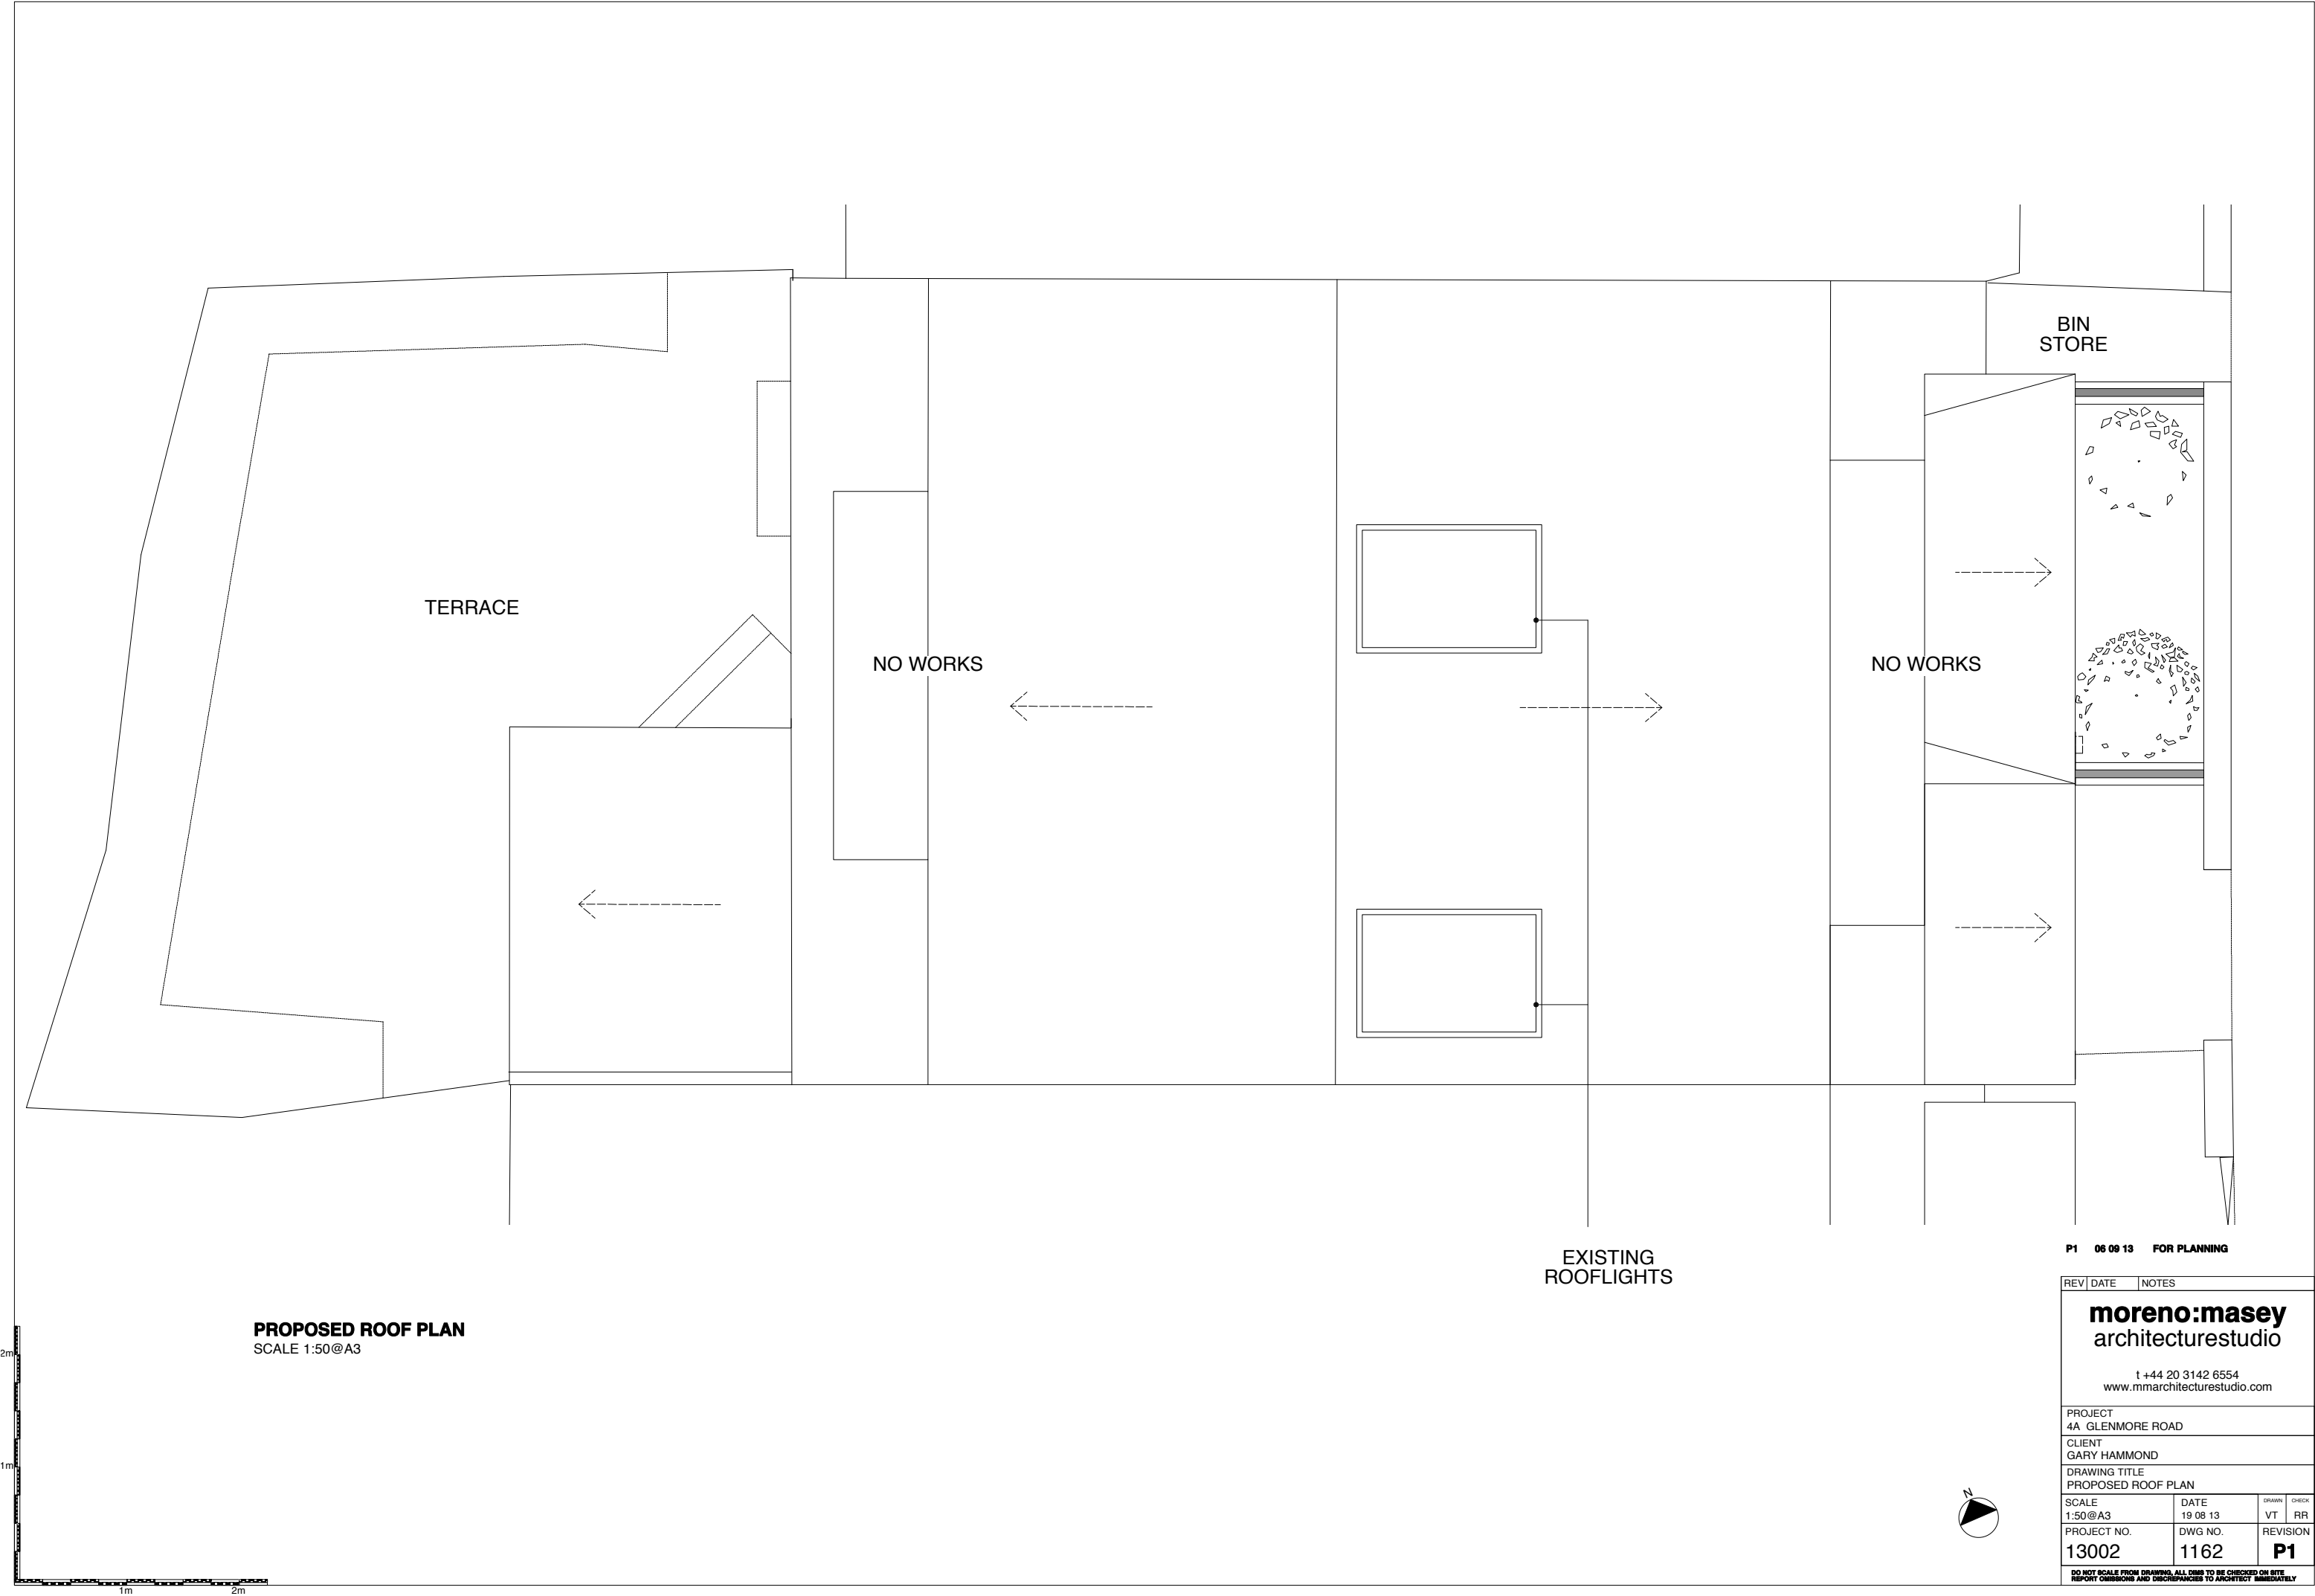 BIN
STORE
TERRACE
NO WORKS
NO WORKS
EXISTING
ROOFLIGHTS
PROPOSED ROOF PLAN
SCALE 1:50@A3
2m
1m
1m 2m
N
P1 06 09 13 FOR PLANNING
REV DATE NOTES
moreno:masey
architecturestudio
t +44 20 3142 6554
www.mmarchitecturestudio.com
PROJECT
4A GLENMORE ROAD
CLIENT
GARY HAMMOND
DRAWING TITLE
PROPOSED ROOF PLAN
SCALE DATE DRAWN CHECK
1:50@A3 19 08 13 VT RR
PROJECT NO. DWG NO. REVISION
13002 1162 P1
DO NOT SCALE FROM DRAWING, ALL DIMS TO BE CHECKED ON SITE
REPORT OMISSIONS AND DISCREPANCIES TO ARCHITECT IMMEDIATELY